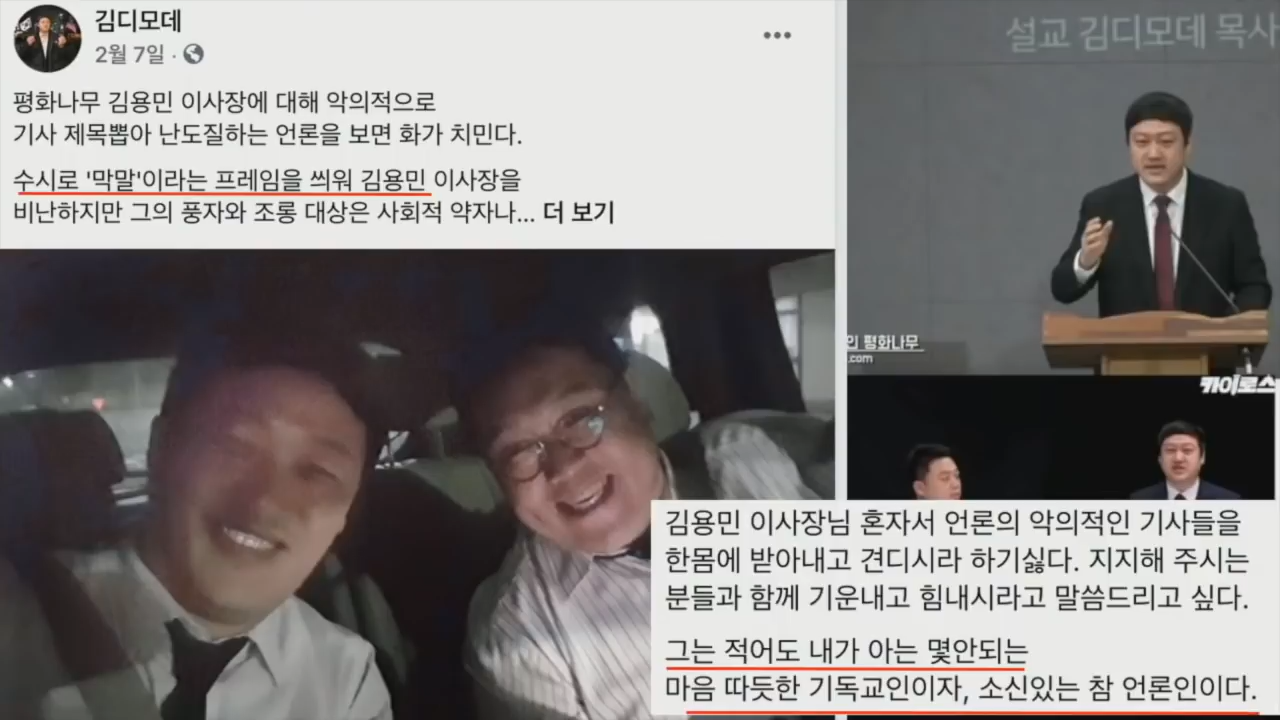 김디모데
2월 7일 ·
평화나무 김용민 이사장에 대해 악의적으로
기사 제목뽑아 난도질하는 언론을 보면 화가 치민다.
수시로 '막말'이라는 프레임을 씌워 김용민 이사장을
비난하지만 그의 풍자와 조롱 대상은 사회적 약자나... 더 보기
설교 김디모데 목사
인 평화나무
.com
카이로스
김용민 이사장님 혼자서 언론의 악의적인 기사들을
한몸에 받아내고 견디시라 하기싫다. 지지해 주시는
분들과 함께 기운내고 힘내시라고 말씀드리고 싶다.
그는 적어도 내가 아는 몇안되는
마음 따듯한 기독교인이자, 소신있는 참 언론인이다.